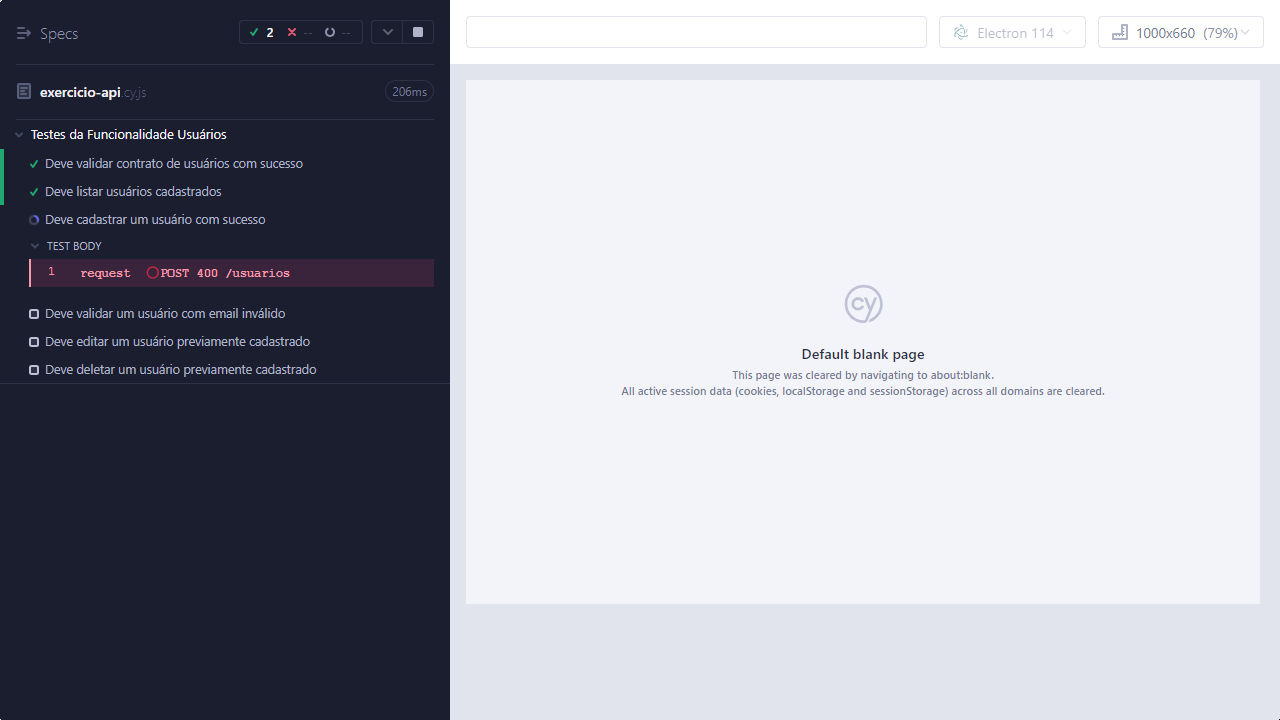 Specs
2 -- --
exercicio-api.cy.js
206ms
Testes da Funcionalidade Usuários
Deve validar contrato de usuários com sucesso
Deve listar usuários cadastrados
Deve cadastrar um usuário com sucesso
TEST BODY
1 request POST 400 /usuarios
Deve validar um usuário com email inválido
Deve editar um usuário previamente cadastrado
Deve deletar um usuário previamente cadastrado
Electron 114
1000x660 (79%)
cy
Default blank page
This page was cleared by navigating to about:blank.
All active session data (cookies, localStorage and sessionStorage) across all domains are cleared.